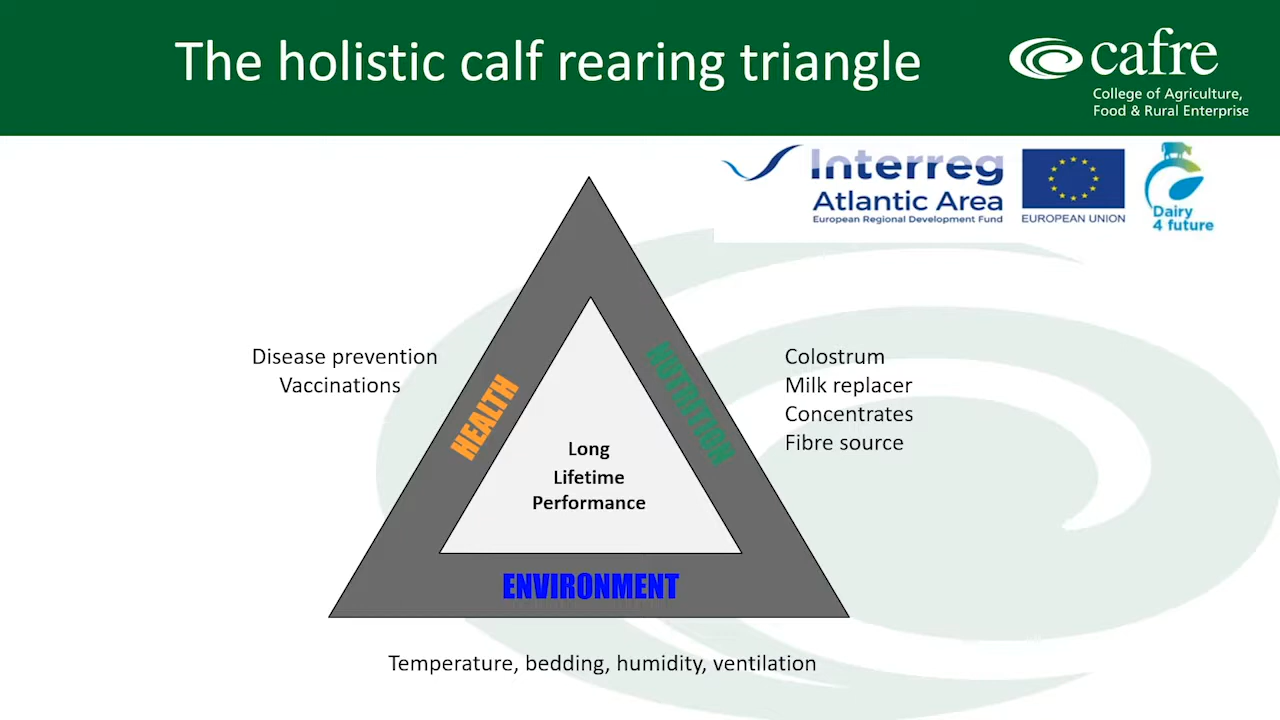 The holistic calf rearing triangle
cafre
College of Agriculture,
Food & Rural Enterprise
Interreg
Atlantic Area
European Regional Development Fund
EUROPEAN UNION
Dairy
4 future
Disease prevention
Vaccinations
HEALTH
NUTRITION
Colostrum
Milk replacer
Concentrates
Fibre source
Long
Lifetime
Performance
ENVIRONMENT
Temperature, bedding, humidity, ventilation